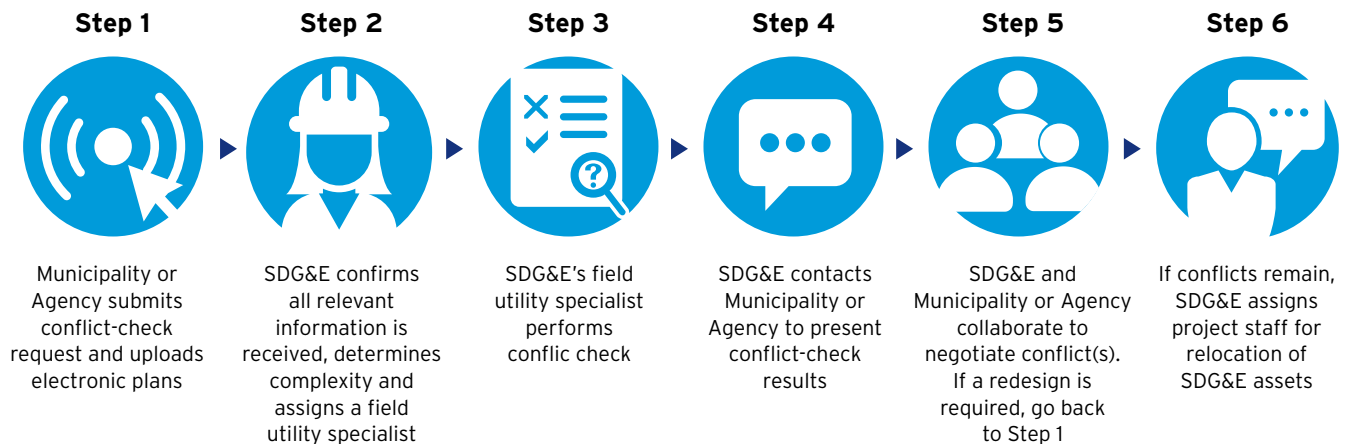 Step 1
Municipality or
Agency submits
conflict-check
request and uploads
electronic plans
Step 2
SDG&E confirms
all relevant
information is
received, determines
complexity and
assigns a field
utility specialist
Step 3
SDG&E's field
utility specialist
performs
conflic check
?
Step 4
SDG&E contacts
Municipality or
Agency to present
conflict-check
results
Step 5
SDG&E and
Municipality or Agency
collaborate to
negotiate conflict(s).
If a redesign is
required, go back
to Step 1
Step 6
If conflicts remain,
SDG&E assigns
project staff for
relocation of
SDG&E assets